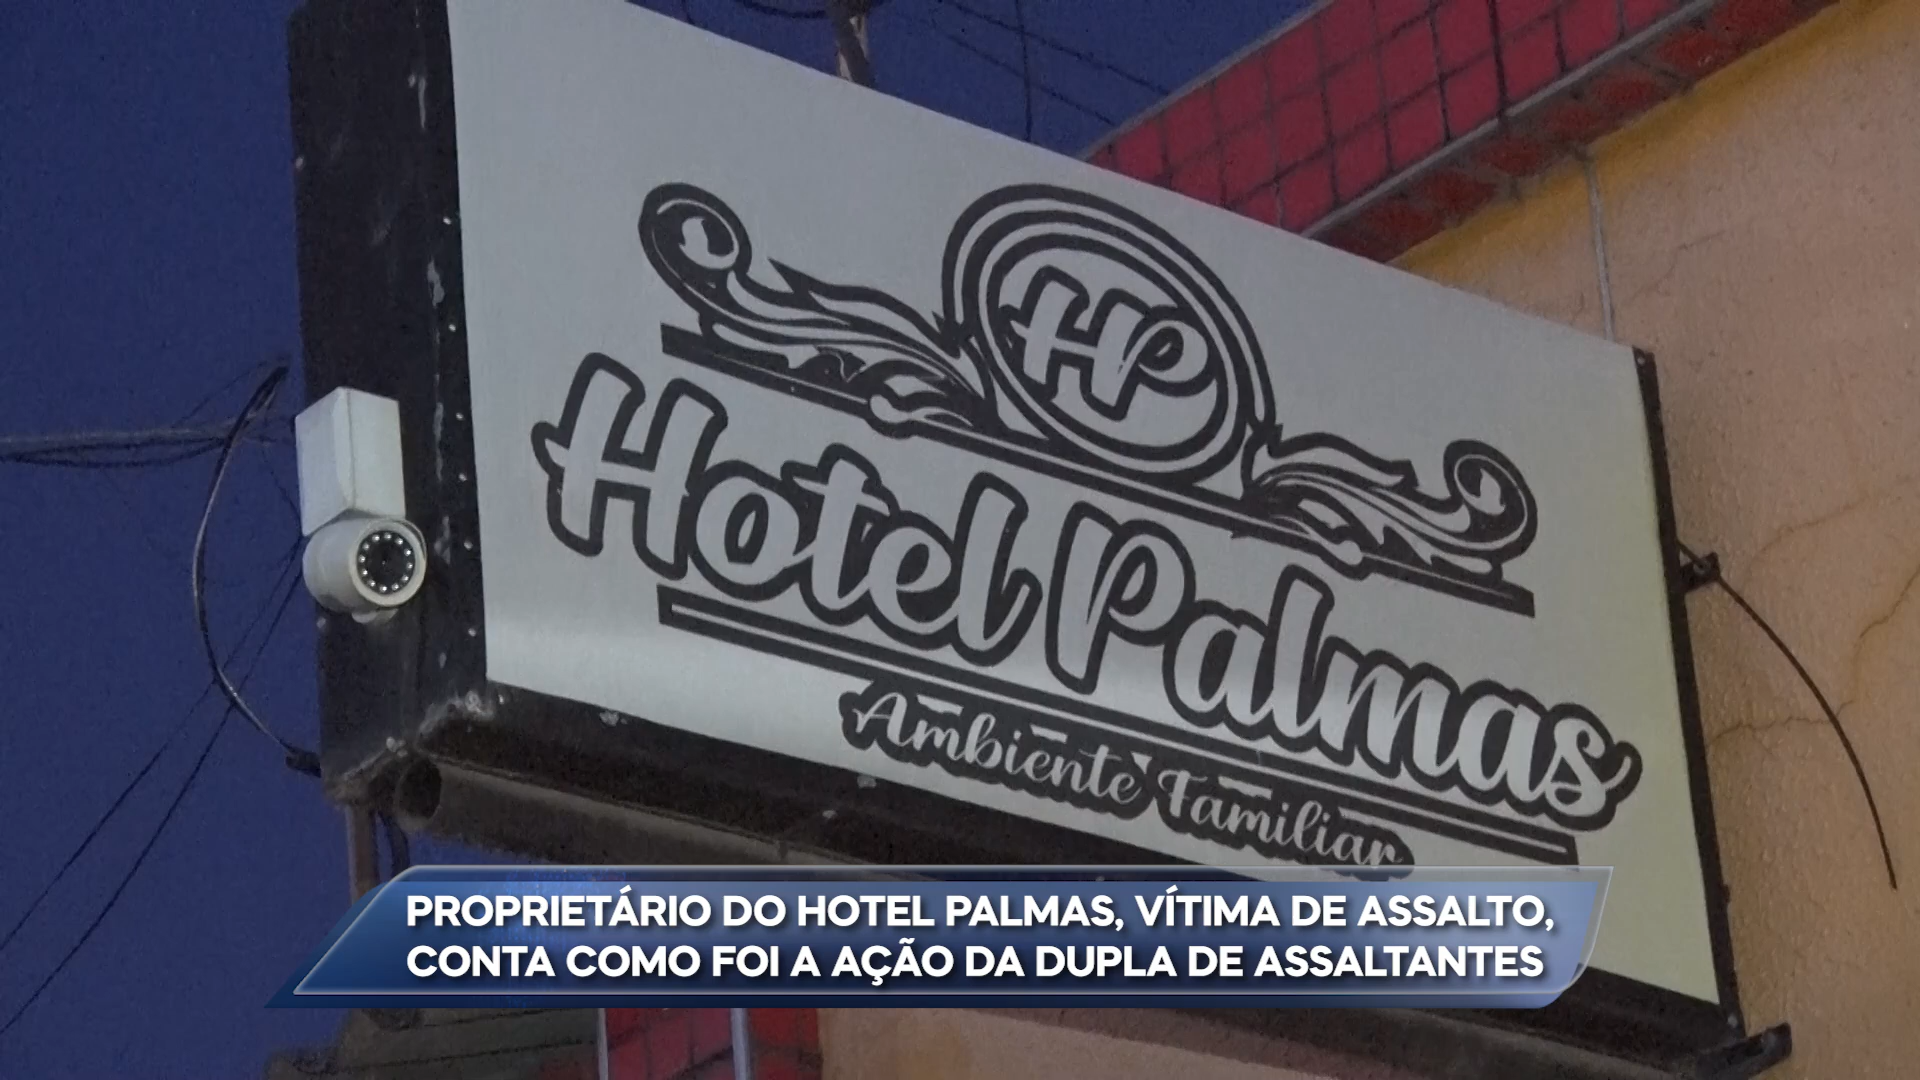 HP
Hotel Palmas
Ambiente Familiar
PROPRIETÁRIO DO HOTEL PALMAS, VÍTIMA DE ASSALTO,
CONTA COMO FOI A AÇÃO DA DUPLA DE ASSALTANTES